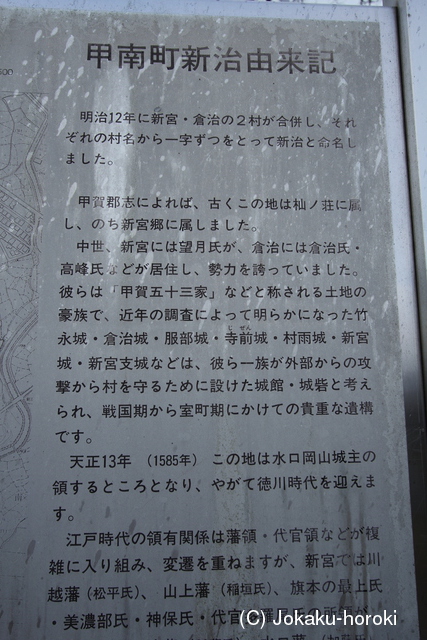 甲南町新治由来記
明治12年に新宮・倉治の2村が合併し、それ
ぞれの村名から一字ずつをとって新治と命名し
ました。
甲賀郡志によれば、古くこの地は杣ノ荘に属
し、のち新宮郷に属しました。
中世、新宮には望月氏が、倉治には倉治氏・
高峰氏などが居住し、勢力を誇っていました。
彼らは「甲賀五十三家」などと称される土地の
豪族で、近年の調査によって明らかになった竹
永城・倉治城・服部城・寺前城・村雨城・新宮
じぜん
城・新宮支城などは、彼ら一族が外部からの攻
撃から村を守るために設けた城館・城砦と考え
られ、戦国期から室町期にかけての貴重な遺構
です。
天正13年 (1585年) この地は水口岡山城主の
領するところとなり、やがて徳川時代を迎えま
す。
江戸時代の領有関係は藩領・代官領などが複
雑に入り組み、変遷を重ねますが、新宮では川
越藩(松平氏)、山上藩(稲垣氏)、旗本の最上氏
・美濃部氏・神保氏・代官
(C) Jokaku-horoki